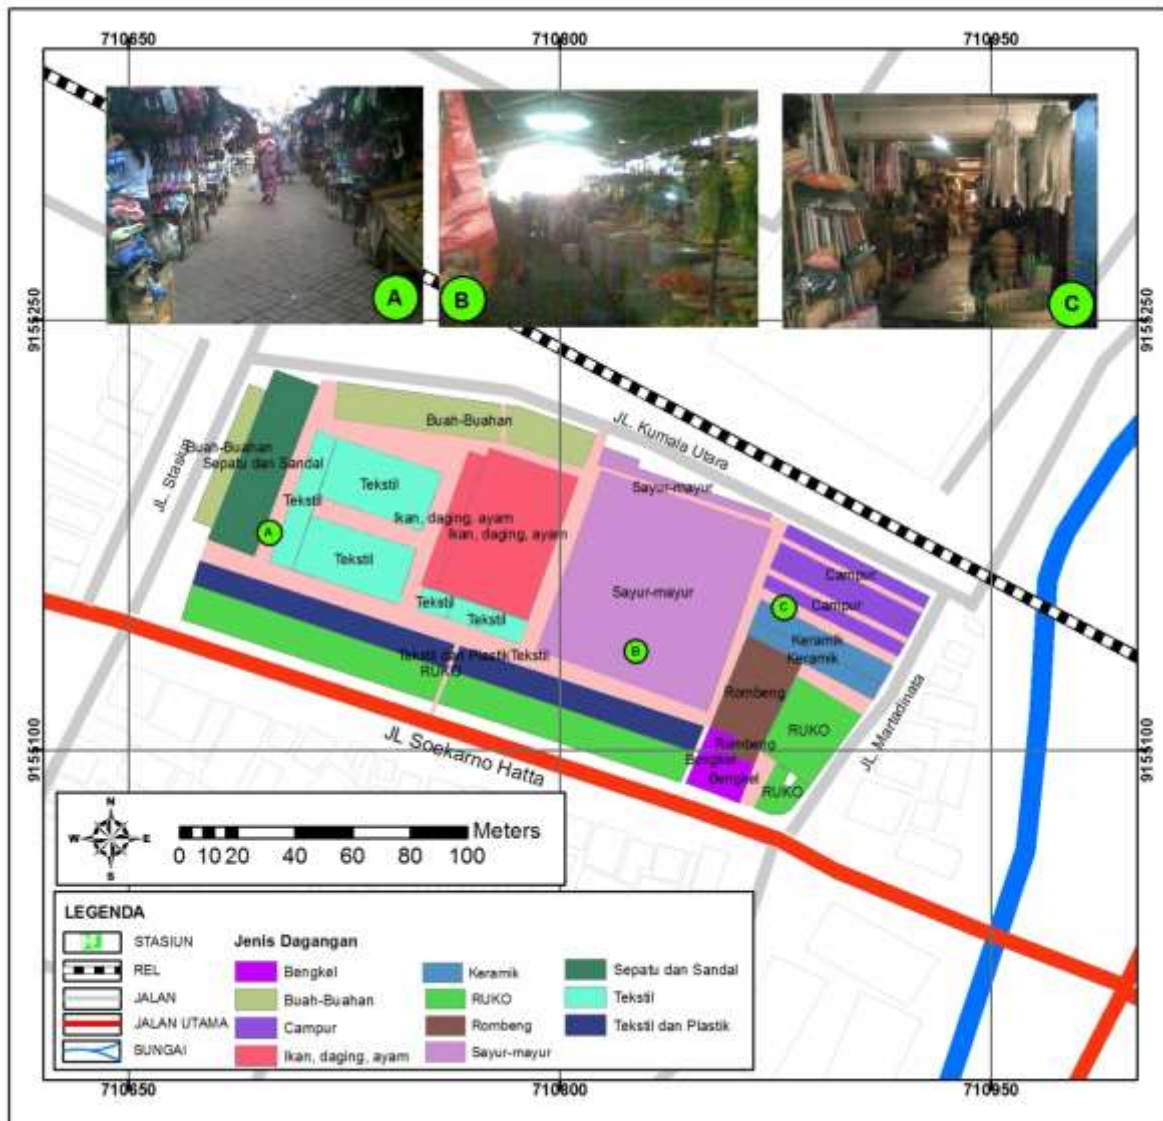 710650 710800 710950
A B C
9155250 9155250
JL. Kumala Utara
JL. Stasiun
Buah-Buahan
Buah-Buahan
Sepatu dan Sandal
Tekstil
Tekstil
Sayur-mayur
Ikan, daging, ayam
Ikan, daging, ayam
A
Tekstil
Campur
Sayur-mayur
Campur
C
Tekstil
Tekstil
Keramik
B
Tekstil dan Plastik Tekstil
Keramik
RUKO
Rombeng
JL. Martadinata
RUKO
JL Soekarno Hatta
Rombeng
9155100 9155100
Bengkel
Bengkel
RUKO
N
W E
S
0 10 20 40 60 80 100 Meters
LEGENDA
STASIUN
REL
JALAN
JALAN UTAMA
SUNGAI
Jenis Dagangan
Bengkel
Buah-Buahan
Campur
Ikan, daging, ayam
Keramik
RUKO
Rombeng
Sayur-mayur
Sepatu dan Sandal
Tekstil
Tekstil dan Plastik
710650 710800 710950